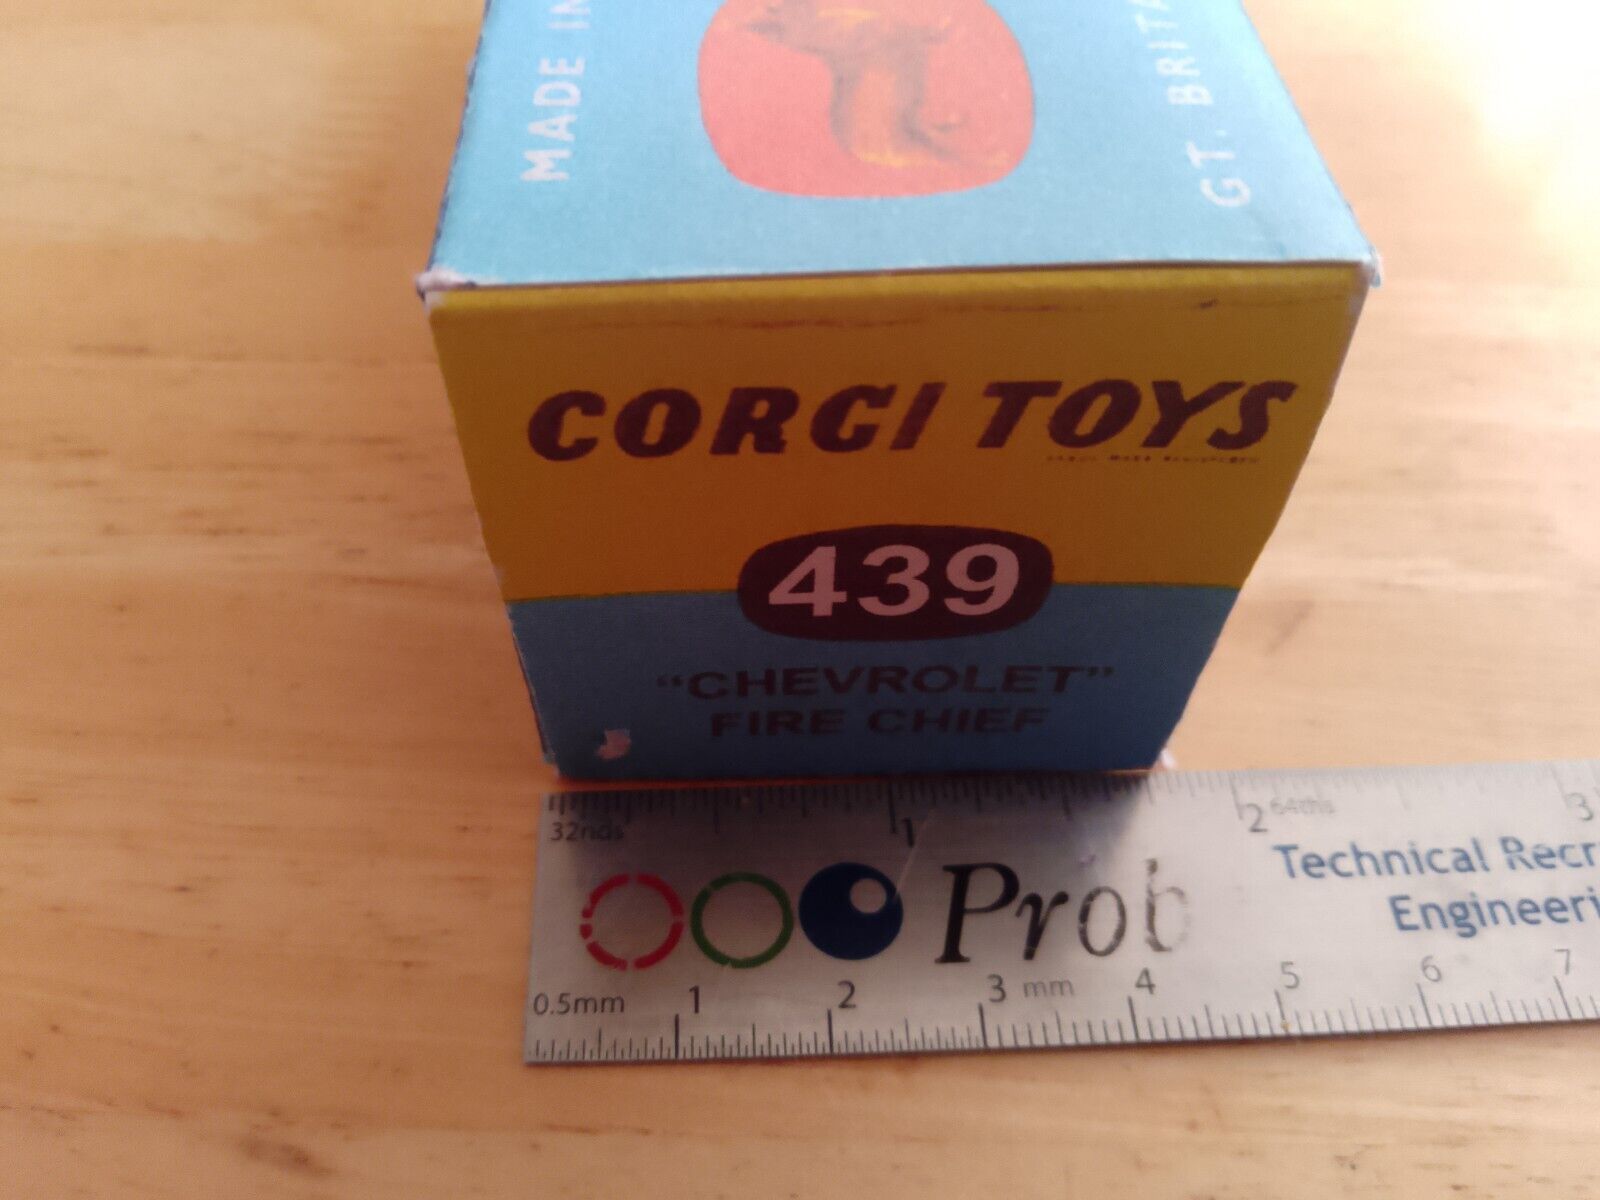 MADE IN
GT. BRITA
CORGI TOYS
439
"CHEVROLET"
FIRE CHIEF
1 2 3
32nds 64ths
Prob
Technical Recr
Engineeri
0.5mm 1 2 3 mm 4 5 6 7